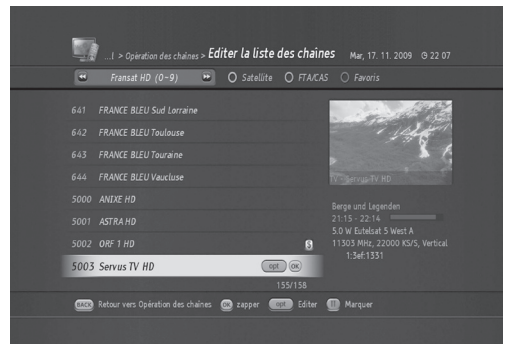 ...I > Opération des chaînes > Editer la liste des chaînes Mar, 17. 11. 2009 22 07
Fransat HD (0-9) Satellite FTA/CAS Favoris
641 FRANCE BLEU Sud Lorraine
642 FRANCE BLEU Toulouse
643 FRANCE BLEU Touraine
644 FRANCE BLEU Vaucluse
5000 ANIXE HD
5001 ASTRA HD
5002 ORF 1 HD S
5003 Servus TV HD opt OK
155/158
TV - Servus TV HD
Berge und Legenden
21:15 - 22:14
5.0 W Eutelsat 5 West A
11303 MHz, 22000 KS/S, Vertical
1:3ef:1331
BACK Retour vers Opération des chaînes OK zapper opt Editer Marquer